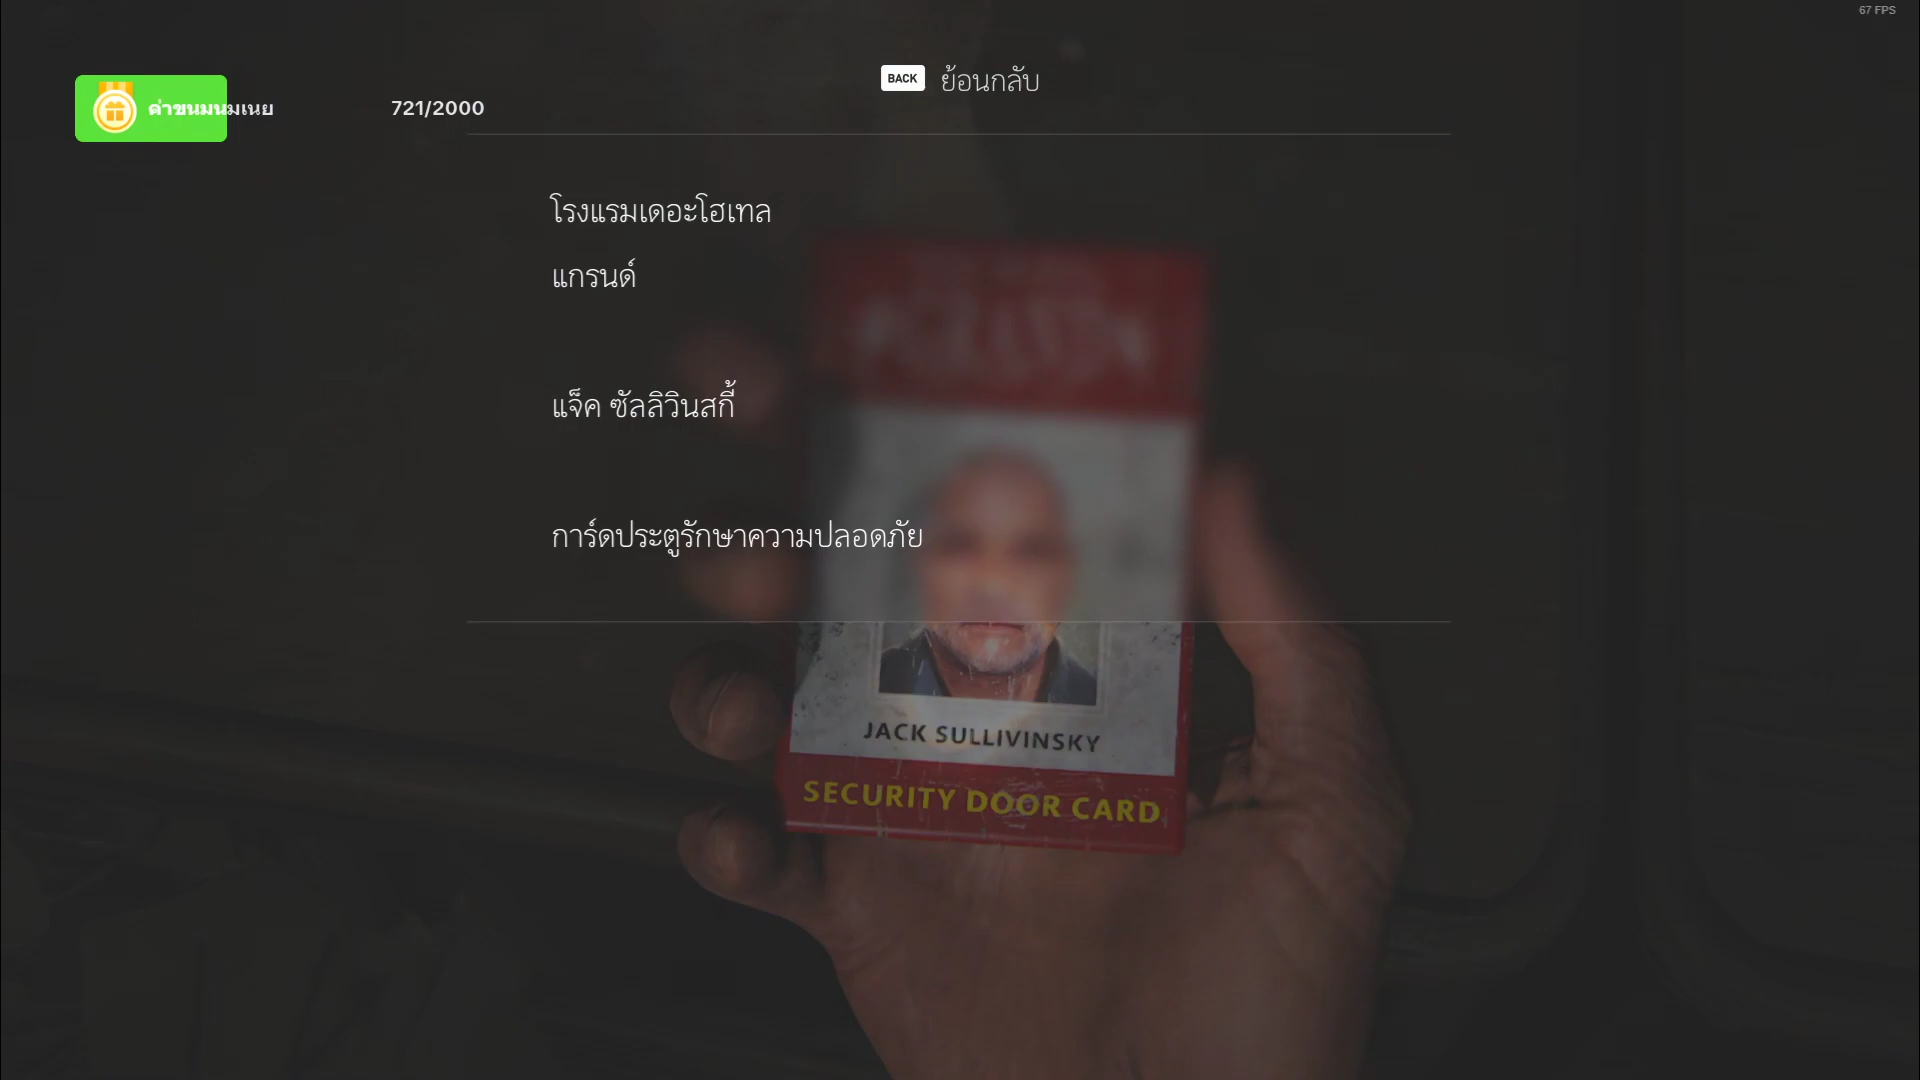 67 FPS
BACK ย้อนกลับ
ค่าขนมนมเนย 721/2000
โรงแรมเดอะโฮเทล
แกรนด์
แจ็ค ซัลลิวินสกี้
การ์ดประตูรักษาความปลอดภัย
JACK SULLIVINSKY
SECURITY DOOR CARD